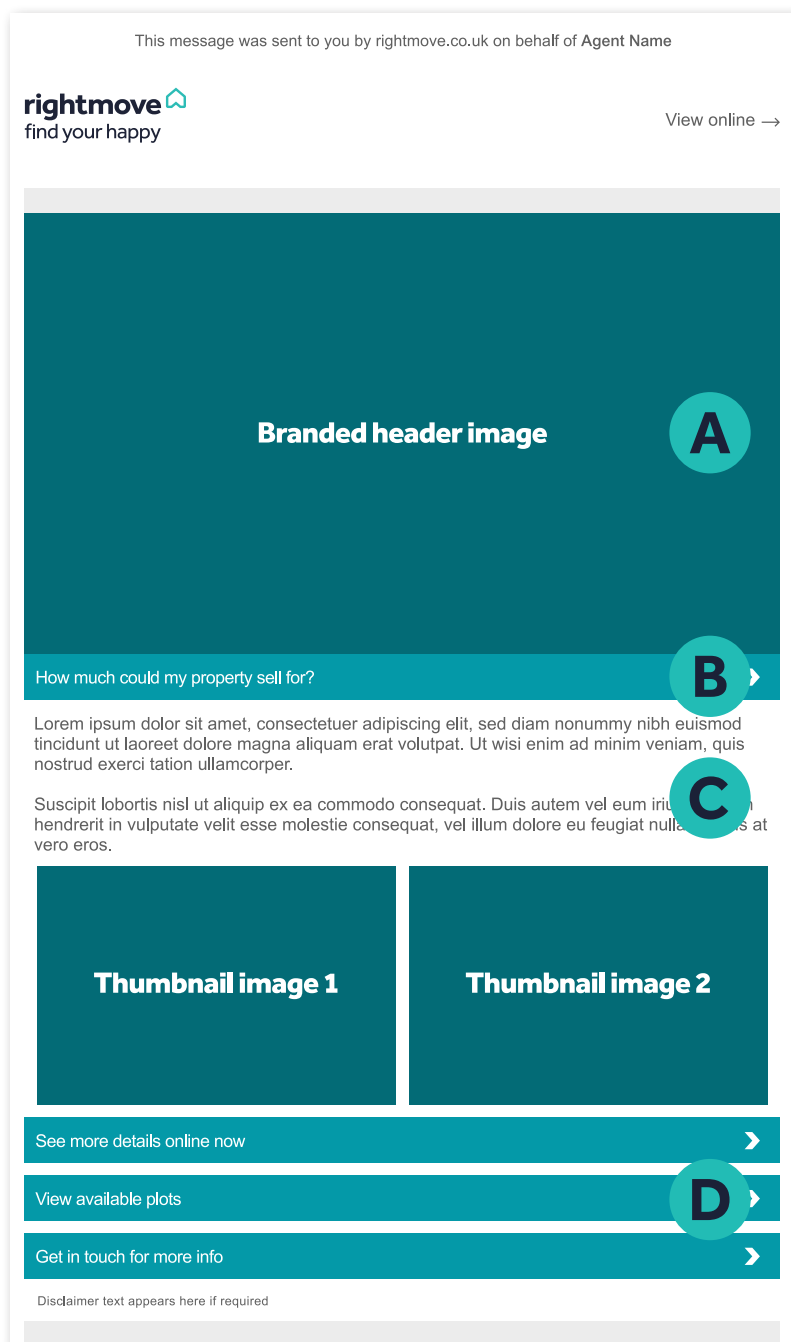 This message was sent to you by rightmove.co.uk on behalf of Agent Name
rightmove
find your happy
View online →
Branded header image
A
How much could my property sell for?
B
Lorem ipsum dolor sit amet, consectetuer adipiscing elit, sed diam nonummy nibh euismod
tincidunt ut laoreet dolore magna aliquam erat volutpat. Ut wisi enim ad minim veniam, quis
nostrud exerci tation ullamcorper.
Suscipit lobortis nisl ut aliquip ex ea commodo consequat. Duis autem vel eum
C
hendrerit in vulputate velit esse molestie consequat, vel illum dolore eu feugiat at
vero eros.
Thumbnail image 1
Thumbnail image 2
See more details online now
View available plots
D
Get in touch for more info
Disclaimer text appears here if required